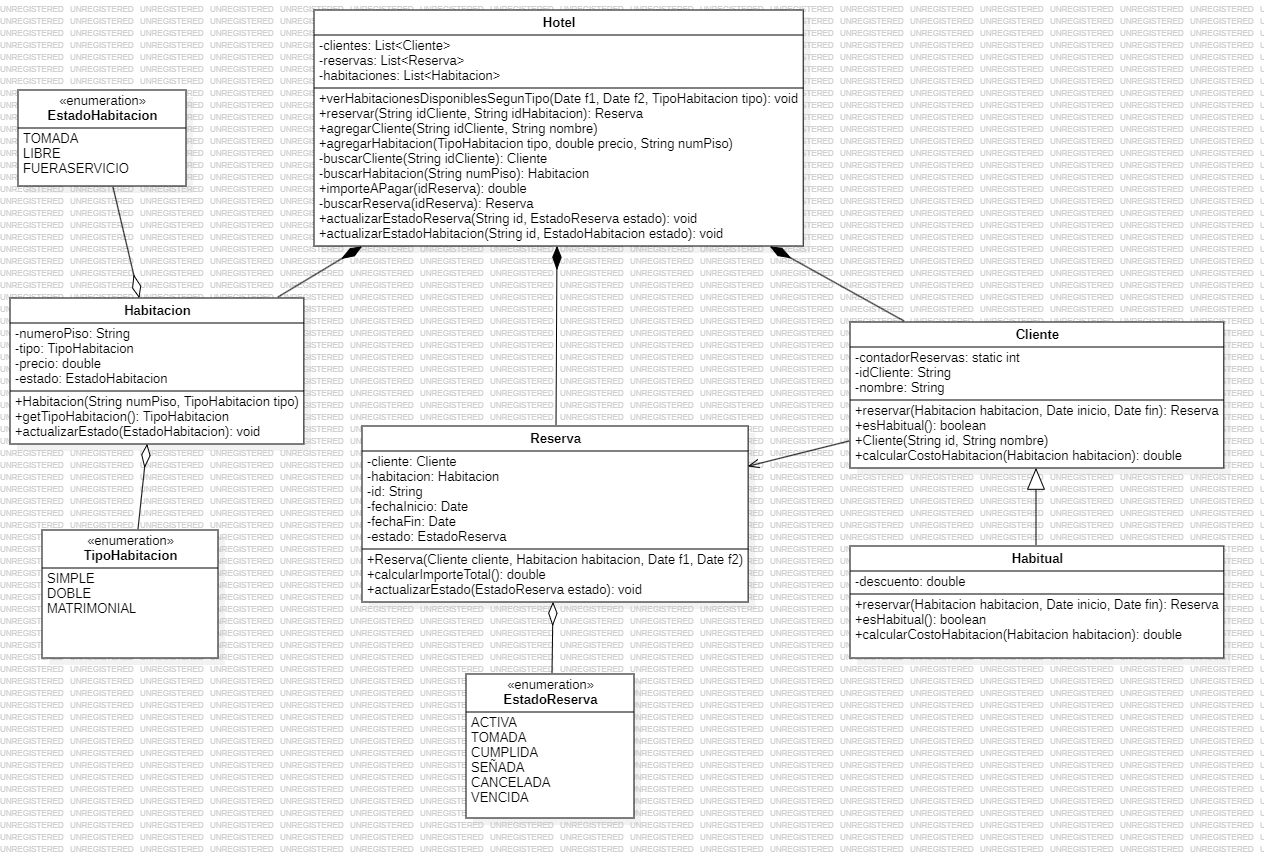 Hotel
-clientes: List<Cliente>
-reservas: List<Reserva>
-habitaciones: List<Habitacion>
+verHabitacionesDisponiblesSegunTipo(Date f1, Date f2, TipoHabitacion tipo): void
+reservar(String idCliente, String idHabitacion): Reserva
+agregarCliente(String idCliente, String nombre)
+agregarHabitacion(TipoHabitacion tipo, double precio, String numPiso)
-buscarCliente(String idCliente): Cliente
-buscarHabitacion(String numPiso): Habitacion
+importeAPagar(idReserva): double
-buscarReserva(idReserva): Reserva
+actualizarEstadoReserva(String id, EstadoReserva estado): void
+actualizarEstadoHabitacion(String id, EstadoHabitacion estado): void
«enumeration»
EstadoHabitacion
TOMADA
LIBRE
FUERASERVICIO
Habitacion
-numeroPiso: String
-tipo: TipoHabitacion
-precio: double
-estado: EstadoHabitacion
+Habitacion(String numPiso, TipoHabitacion tipo)
+getTipoHabitacion(): TipoHabitacion
+actualizarEstado(EstadoHabitacion): void
Cliente
-contadorReservas: static int
-idCliente: String
-nombre: String
+reservar(Habitacion habitacion, Date inicio, Date fin): Reserva
+esHabitual(): boolean
+Cliente(String id, String nombre)
+calcularCostoHabitacion(Habitacion habitacion): double
Reserva
-cliente: Cliente
-habitacion: Habitacion
-id: String
-fechaInicio: Date
-fechaFin: Date
-estado: EstadoReserva
+Reserva(Cliente cliente, Habitacion habitacion, Date f1, Date f2)
+calcularImporteTotal(): double
+actualizarEstado(EstadoReserva estado): void
«enumeration»
TipoHabitacion
SIMPLE
DOBLE
MATRIMONIAL
Habitual
-descuento: double
+reservar(Habitacion habitacion, Date inicio, Date fin): Reserva
+esHabitual(): boolean
+calcularCostoHabitacion(Habitacion habitacion): double
«enumeration»
EstadoReserva
ACTIVA
TOMADA
CUMPLIDA
SEÑADA
CANCELADA
VENCIDA
UNREGISTERED